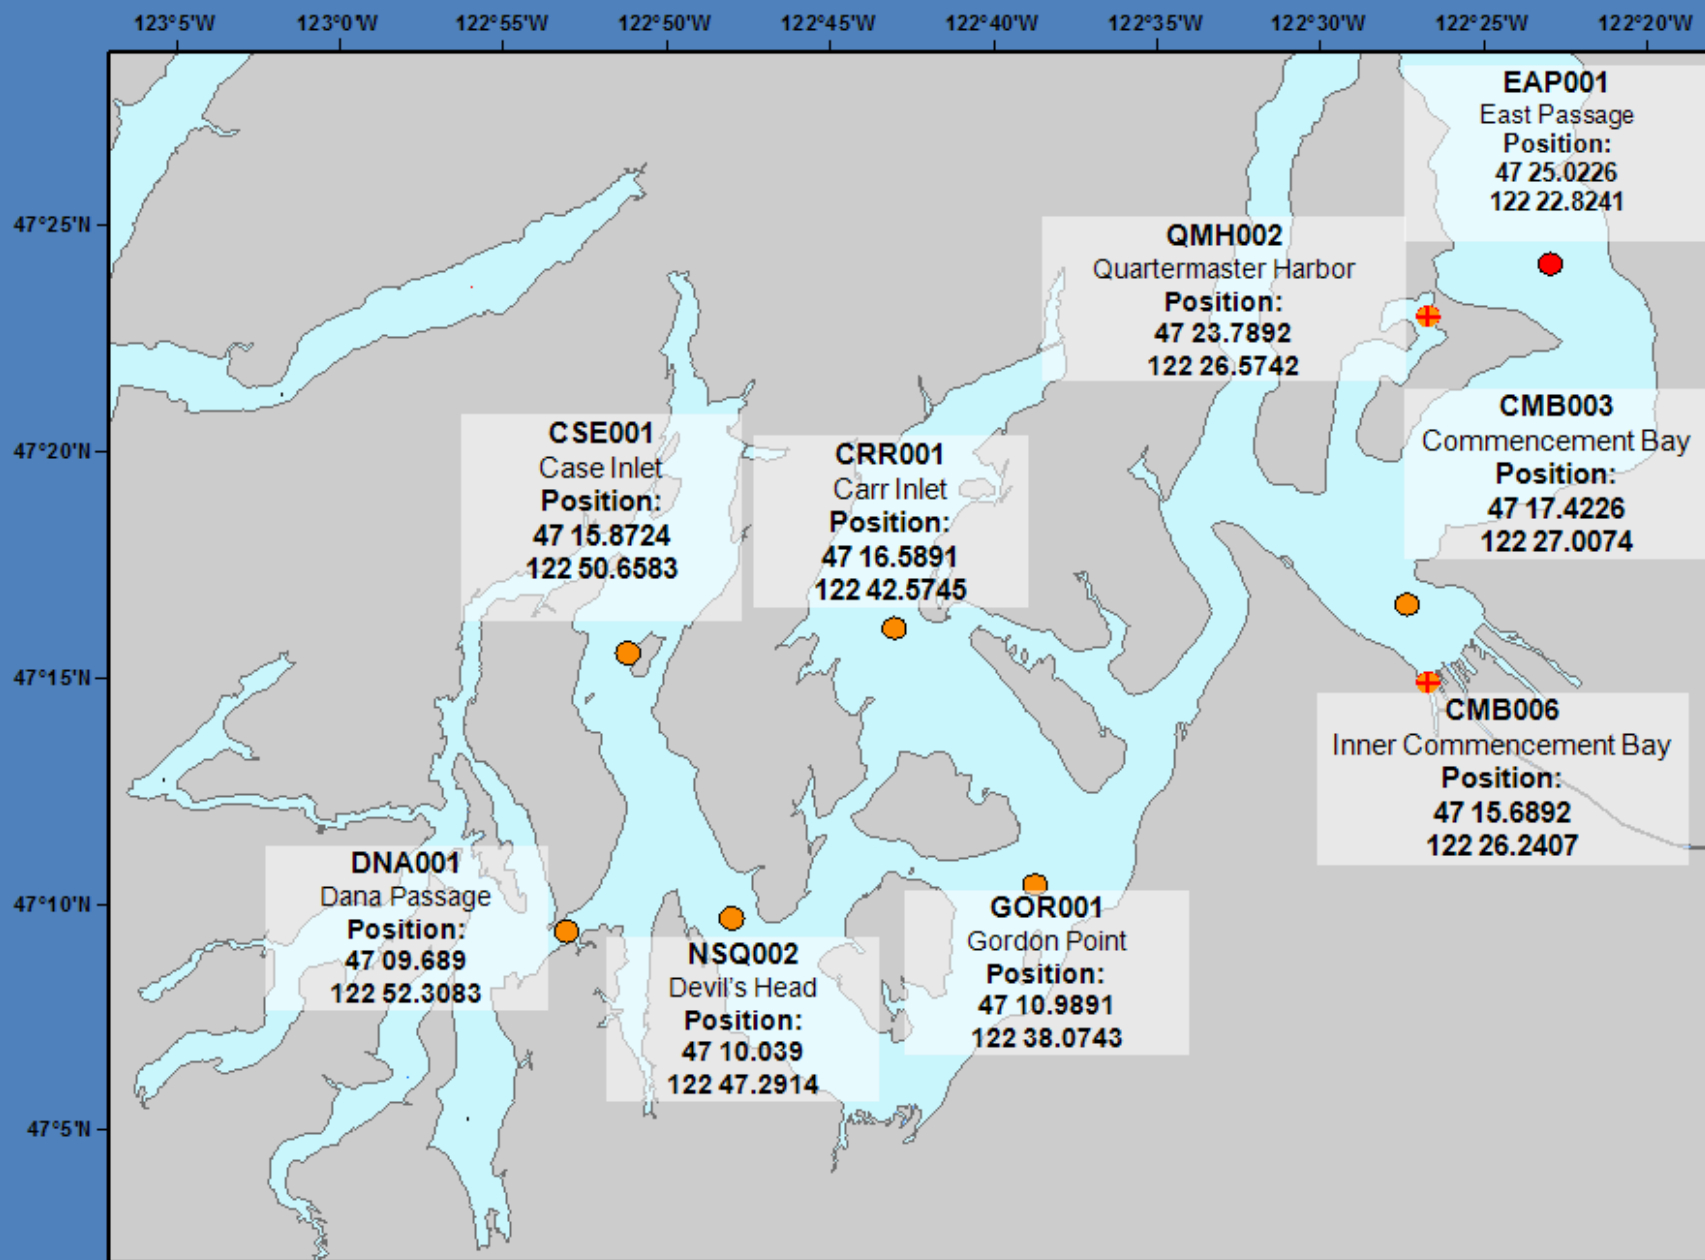 123°5'W
123°0'W
122°55'W
122°50'W
122°45'W
122°40'W
122°35'W
122°30'W
122°25'W
122°20'W
47°25'N
47°20'N
47°15'N
47°10'N
47°5'N
EAP001
East Passage
Position:
47 25.0226
122 22.8241
QMH002
Quartermaster Harbor
Position:
47 23.7892
122 26.5742
CMB003
Commencement Bay
Position:
47 17.4226
122 27.0074
CSE001
Case Inlet
Position:
47 15.8724
122 50.6583
CRR001
Carr Inlet
Position:
47 16.5891
122 42.5745
CMB006
Inner Commencement Bay
Position:
47 15.6892
122 26.2407
DNA001
Dana Passage
Position:
47 09.689
122 52.3083
NSQ002
Devil's Head
Position:
47 10.039
122 47.2914
GOR001
Gordon Point
Position:
47 10.9891
122 38.0743